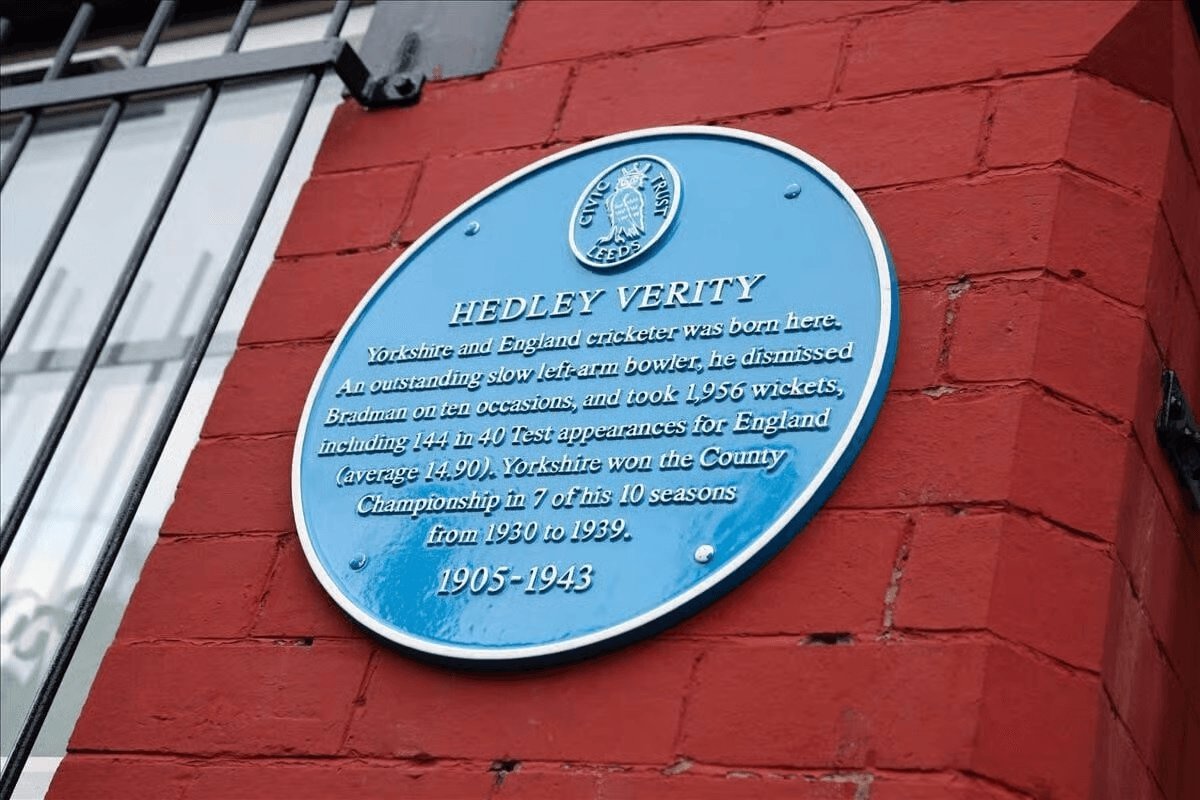 CIVIC TRUST
LEEDS
HEDLEY VERITY
Yorkshire and England cricketer was born here.
An outstanding slow left-arm bowler, he dismissed
Bradman on ten occasions, and took 1,956 wickets,
including 144 in 40 Test appearances for England
(average 14.90). Yorkshire won the County
Championship in 7 of his 10 seasons
from 1930 to 1939.
1905-1943